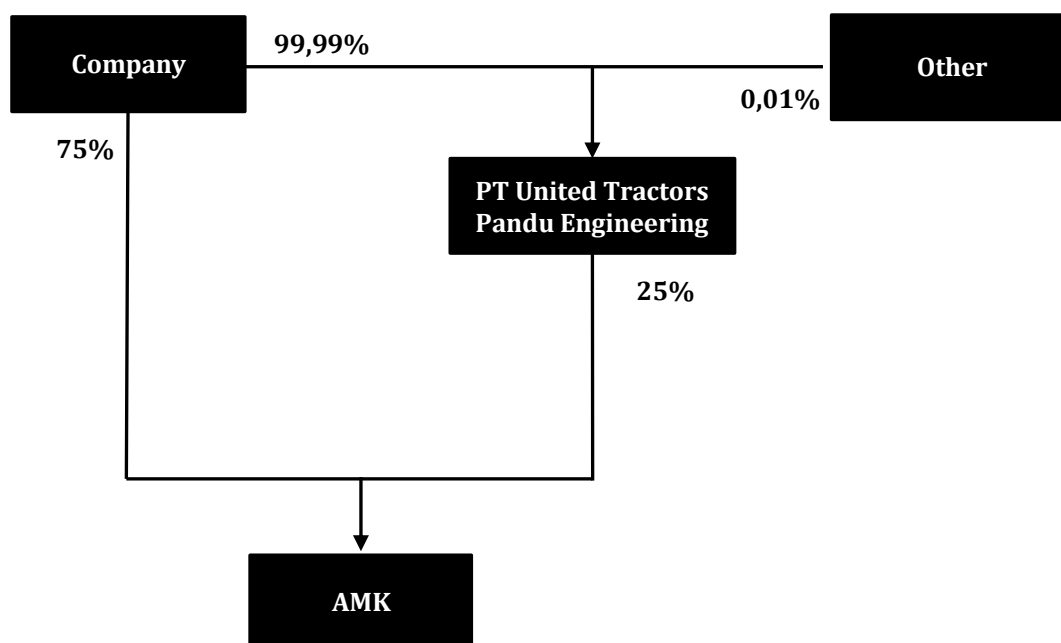 99,99%
Company
Other
0,01%
75%
PT United Tractors
Pandu Engineering
25%
AMK